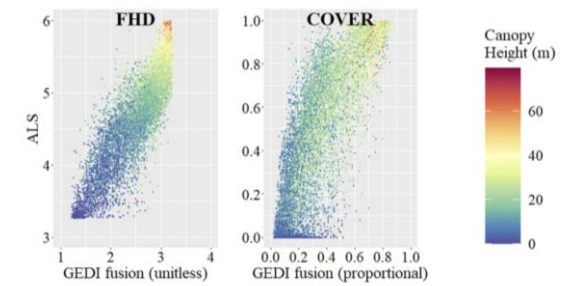 FHD
COVER
ALS
6
5
4
3
1 2 3 4
GEDI fusion (unitless)
1.0
0.8
0.6
0.4
0.2
0.0
0.0 0.2 0.4 0.6 0.8 1.0
GEDI fusion (proportional)
Canopy
Height (m)
60
40
20
0